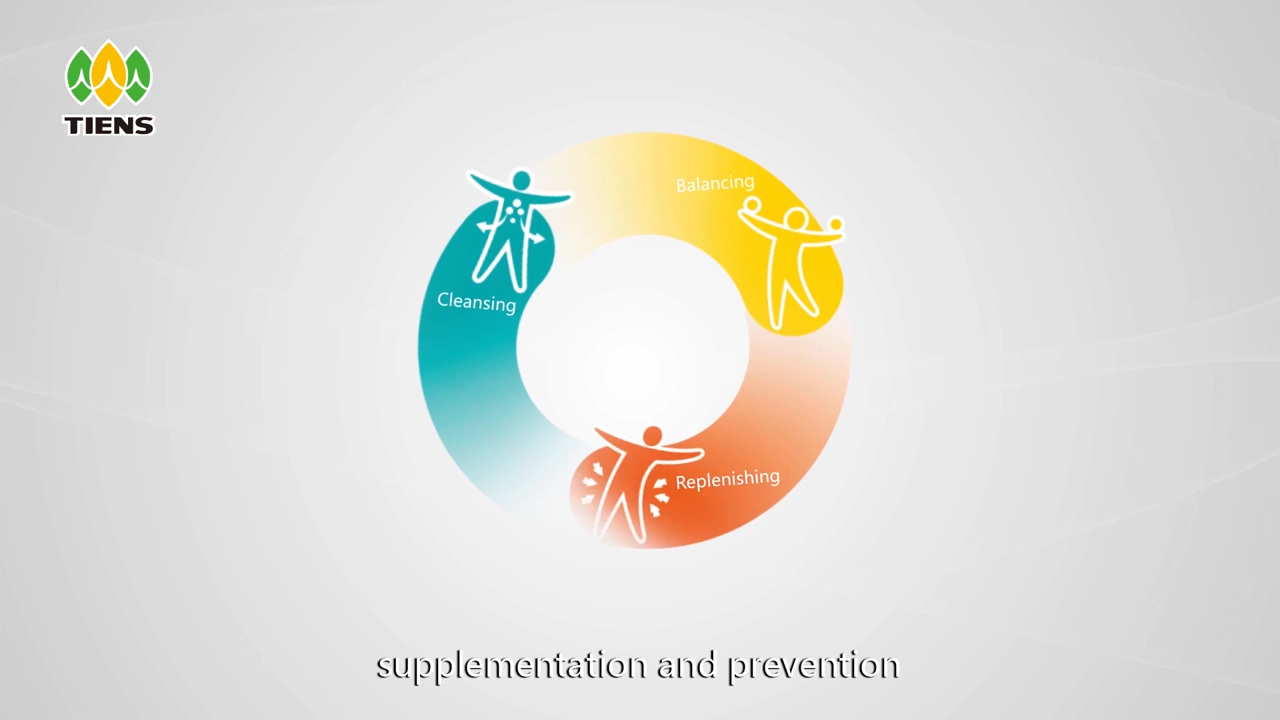 TIENS
Balancing
Cleansing
Replenishing
supplementation and prevention